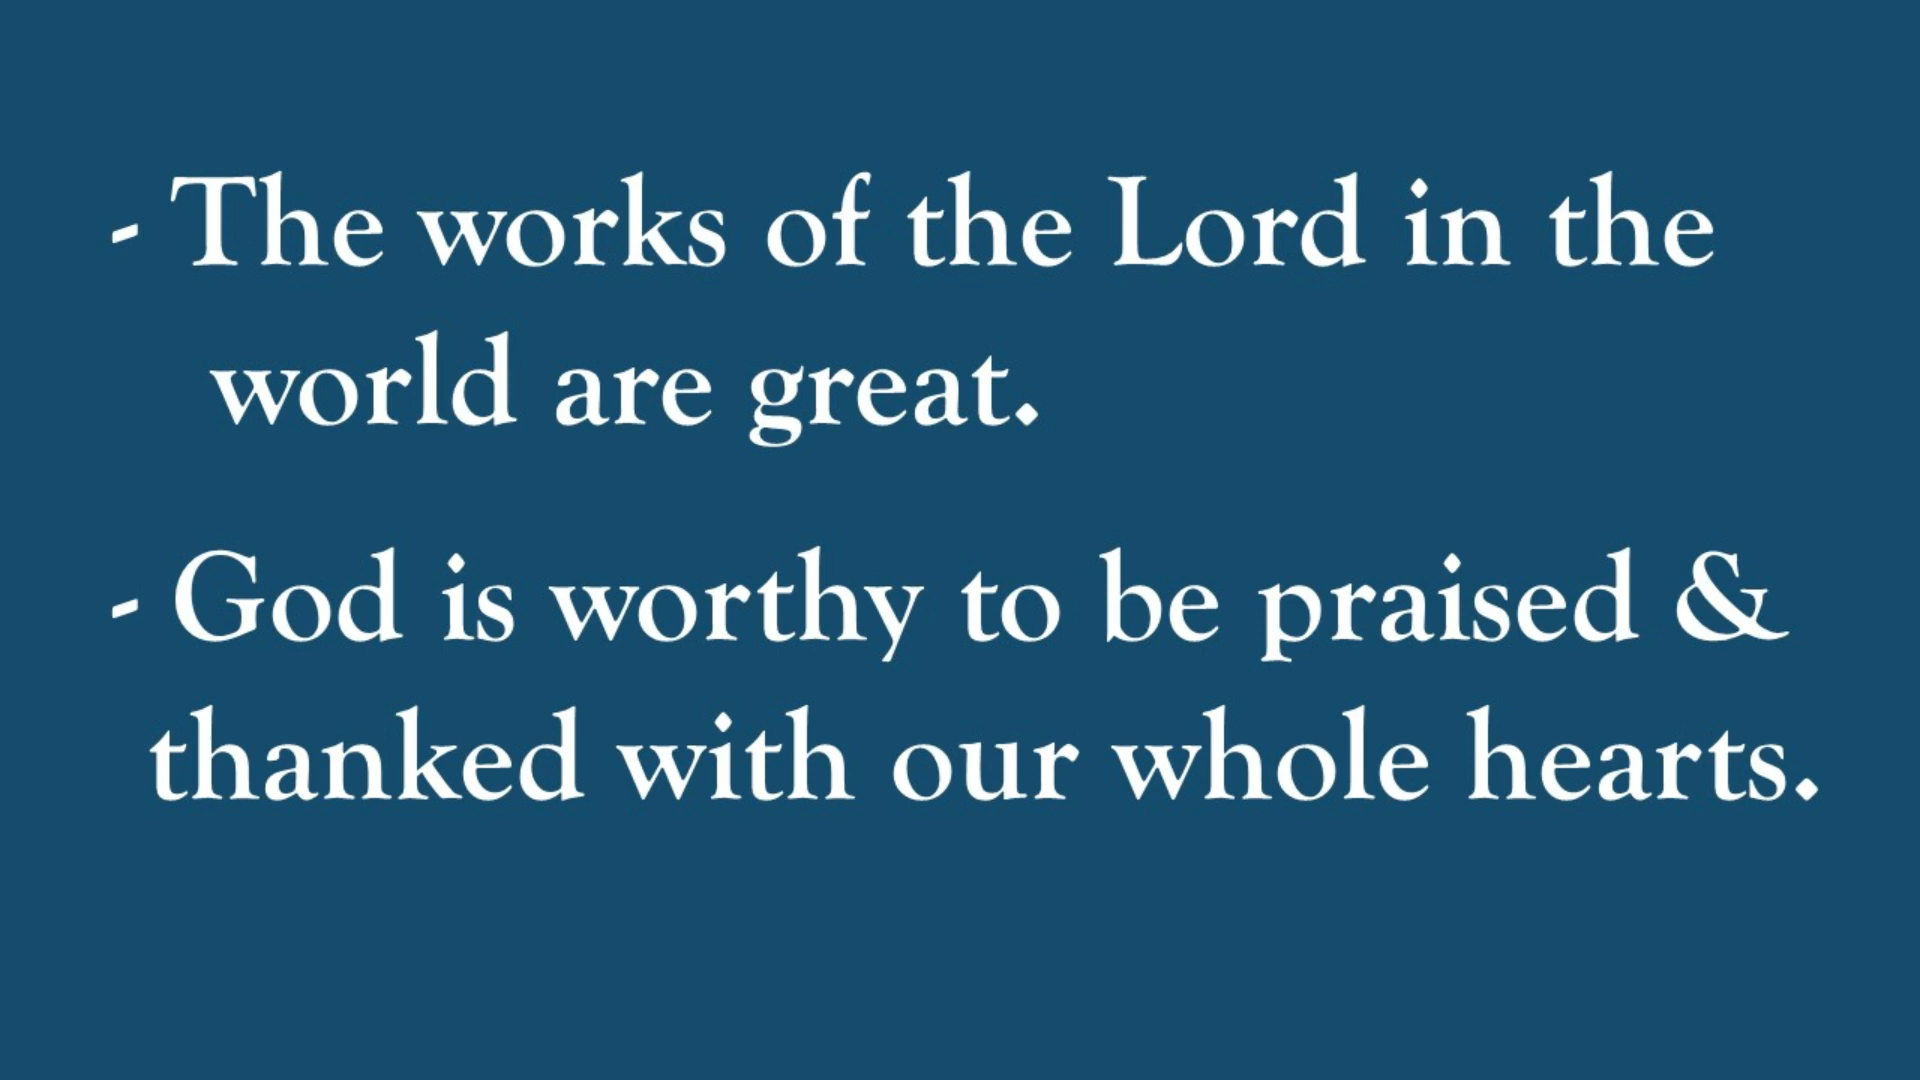 - The works of the Lord in the
world are great.
- God is worthy to be praised &
thanked with our whole hearts.